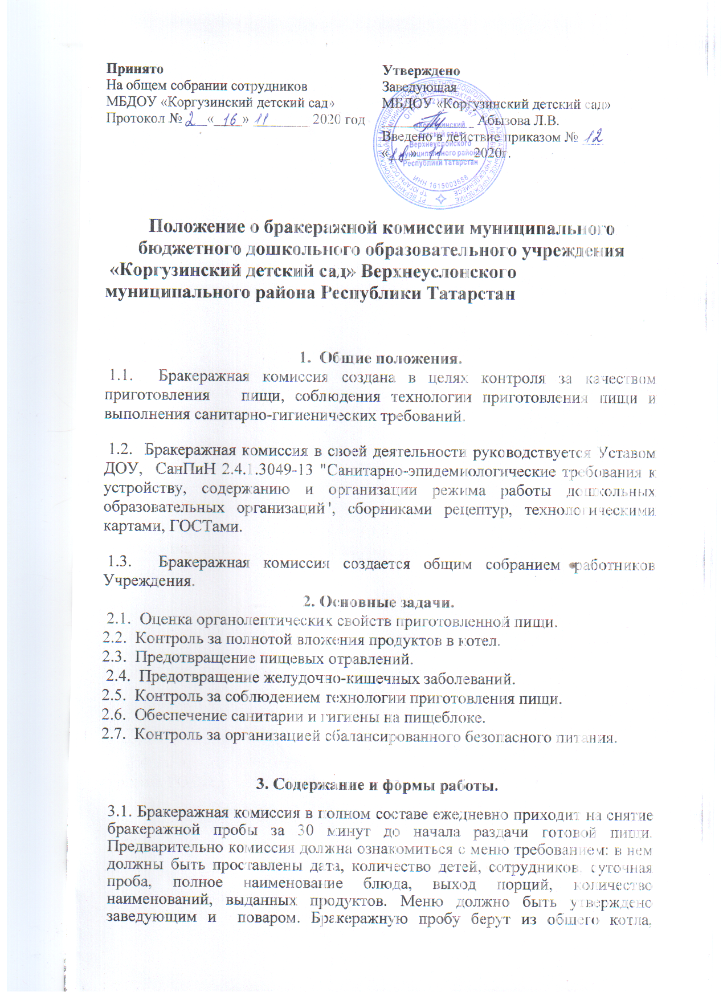 Принято
На общем собрании сотрудников
МБДОУ «Коргузинский детский сад»
Протокол № 2 « 16 » 11 2020 год
Утверждено
Заведующая
МБДОУ «Коргузинский детский сад»
Абызова Л.В.
Введено в действие приказом № 12
« 18 » 11 2020г.
«Коргузинский
детский сад»
Верхнеуслонского
муниципального района
Республики Татарстан
ИНН 1615003858
Положение о бракеражной комиссии муниципального
бюджетного дошкольного образовательного учреждения
«Коргузинский детский сад» Верхнеуслонского
муниципального района Республики Татарстан
1. Общие положения.
1.1. Бракеражная комиссия создана в целях контроля за качеством
приготовления пищи, соблюдения технологии приготовления пищи и
выполнения санитарно-гигиенических требований.
1.2. Бракеражная комиссия в своей деятельности руководствуется Уставом
ДОУ, СанПиН 2.4.1.3049-13 "Санитарно-эпидемиологические требования к
устройству, содержанию и организации режима работы дошкольных
образовательных организаций", сборниками рецептур, технологическими
картами, ГОСТами.
1.3. Бракеражная комиссия создается общим собранием работников
Учреждения.
2. Основные задачи.
2.1. Оценка органолептических свойств приготовленной пищи.
2.2. Контроль за полнотой вложения продуктов в котел.
2.3. Предотвращение пищевых отравлений.
2.4. Предотвращение желудочно-кишечных заболеваний.
2.5. Контроль за соблюдением технологии приготовления пищи.
2.6. Обеспечение санитарии и гигиены на пищеблоке.
2.7. Контроль за организацией сбалансированного безопасного питания.
3. Содержание и формы работы.
3.1. Бракеражная комиссия в полном составе ежедневно приходит на снятие
бракеражной пробы за 30 минут до начала раздачи готовой пищи.
Предварительно комиссия должна ознакомиться с меню требованием: в нем
должны быть проставлены дата, количество детей, сотрудников, суточная
проба, полное наименование блюда, выход порций, количество
наименований, выданных продуктов. Меню должно быть утверждено
заведующим и поваром. Бракеражную пробу берут из общего котла,